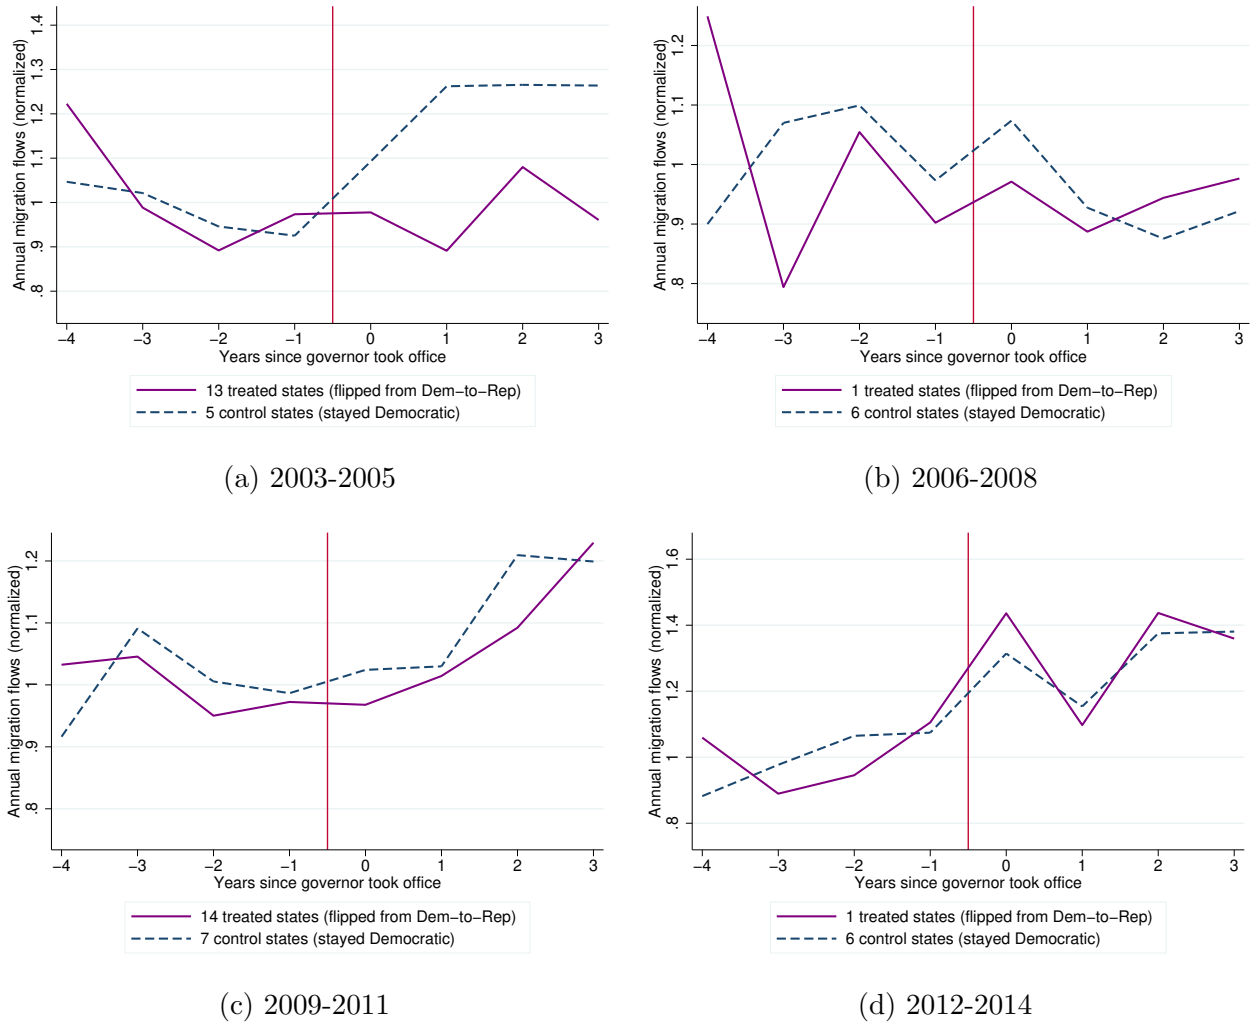 Annual migration flows (normalized)
1.4
1.3
1.2
1.1
1
.9
.8
−4 −3 −2 −1 0 1 2 3
Years since governor took office
13 treated states (flipped from Dem−to−Rep)
5 control states (stayed Democratic)
(a) 2003-2005
Annual migration flows (normalized)
1.2
1.1
1
.9
.8
−4 −3 −2 −1 0 1 2 3
Years since governor took office
1 treated states (flipped from Dem−to−Rep)
6 control states (stayed Democratic)
(b) 2006-2008
Annual migration flows (normalized)
1.2
1.1
1
.9
.8
−4 −3 −2 −1 0 1 2 3
Years since governor took office
14 treated states (flipped from Dem−to−Rep)
7 control states (stayed Democratic)
(c) 2009-2011
Annual migration flows (normalized)
1.6
1.4
1.2
1
.8
−4 −3 −2 −1 0 1 2 3
Years since governor took office
1 treated states (flipped from Dem−to−Rep)
6 control states (stayed Democratic)
(d) 2012-2014